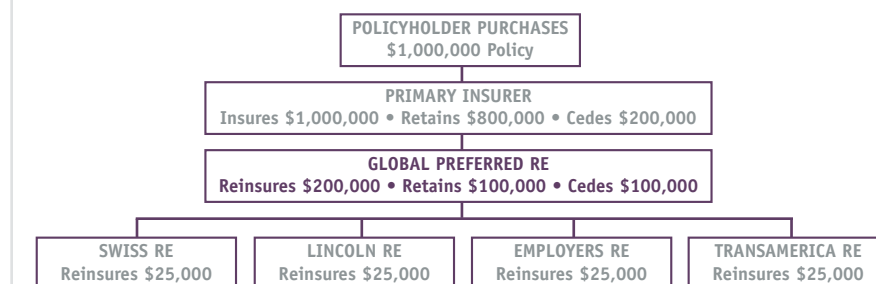 POLICYHOLDER PURCHASES
$1,000,000 Policy
PRIMARY INSURER
Insures $1,000,000 • Retains $800,000 • Cedes $200,000
GLOBAL PREFERRED RE
Reinsures $200,000 • Retains $100,000 • Cedes $100,000
SWISS RE
Reinsures $25,000
LINCOLN RE
Reinsures $25,000
EMPLOYERS RE
Reinsures $25,000
TRANSAMERICA RE
Reinsures $25,000